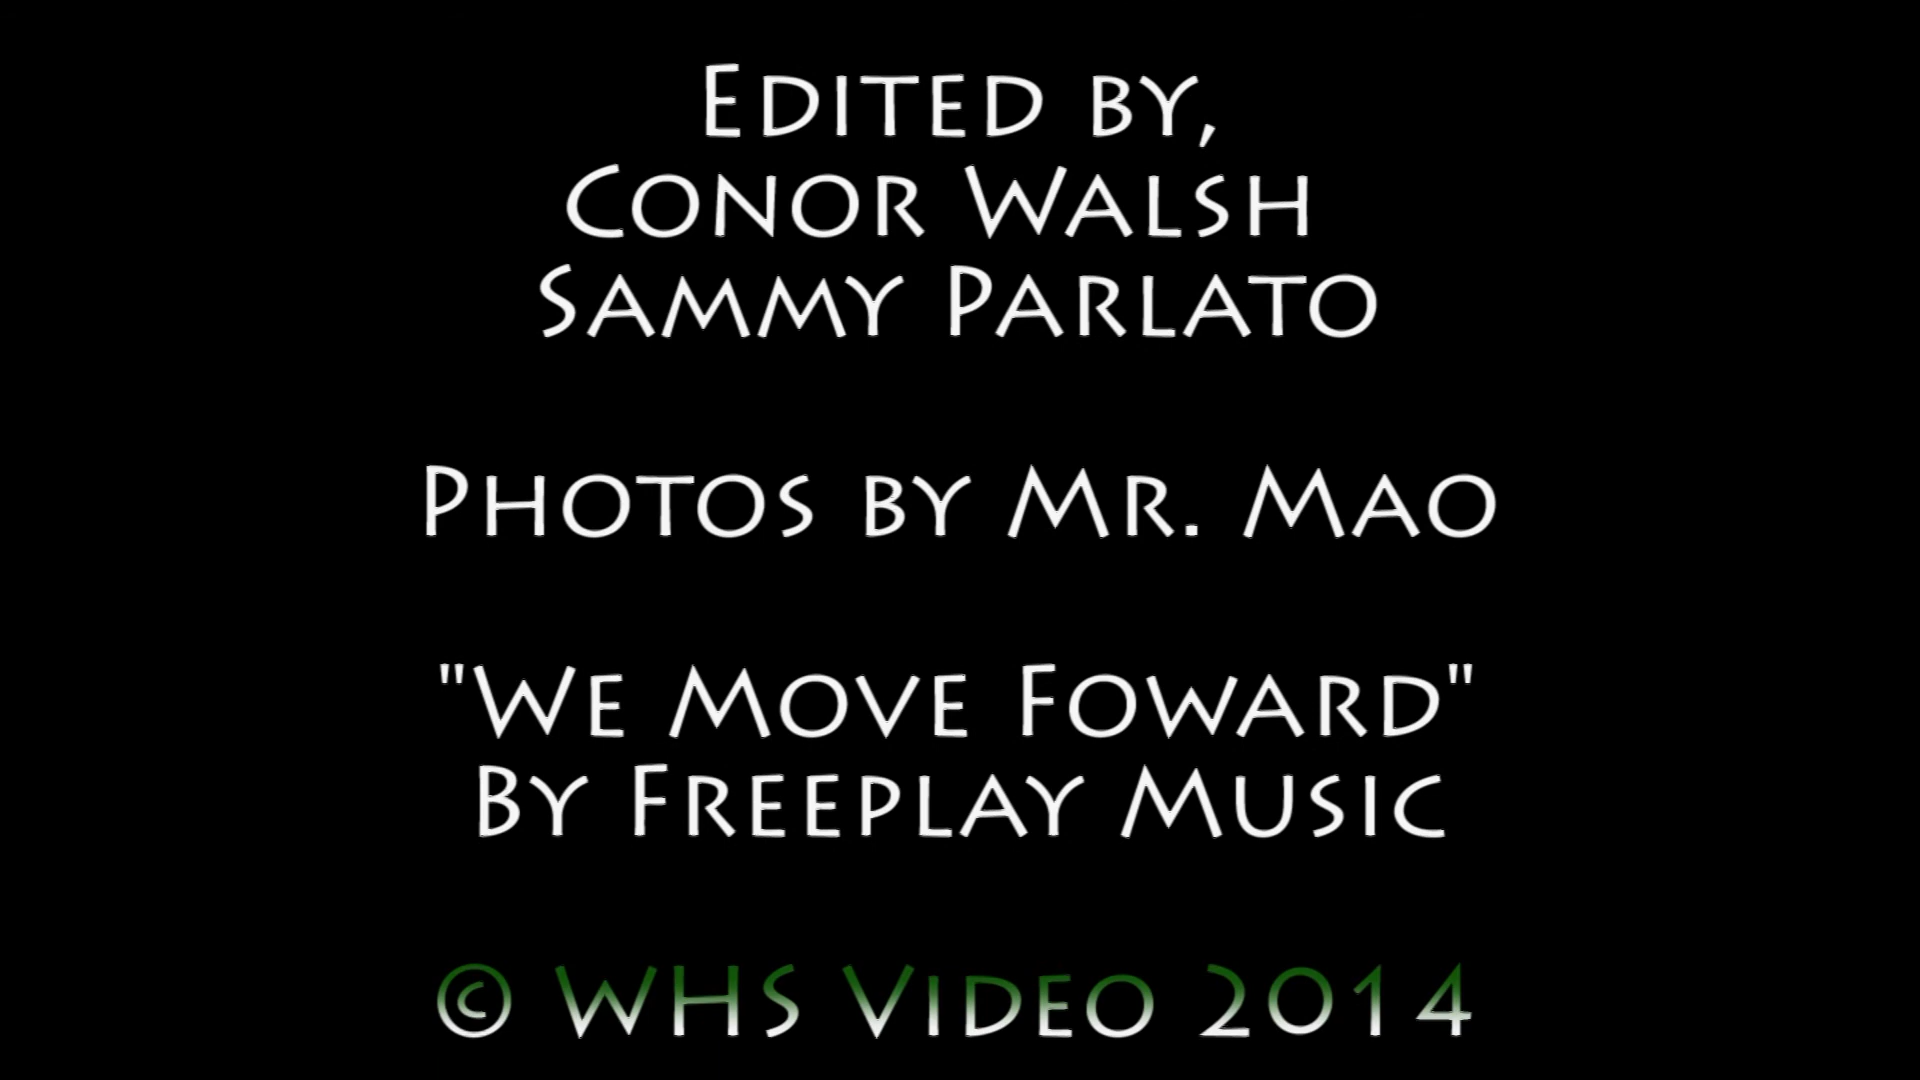 Edited by,
Conor Walsh
Sammy Parlato
Photos by Mr. Mao
"We Move Foward"
By Freeplay Music
© WHS Video 2014